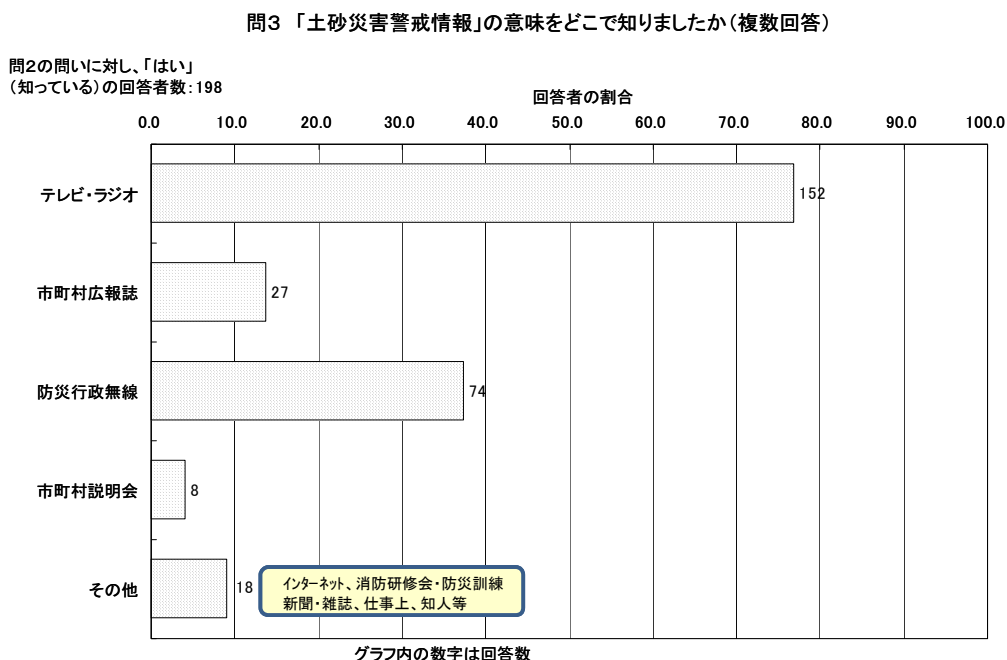 問3　「土砂災害警戒情報」の意味をどこで知りましたか（複数回答）
問2の問いに対し、「はい」
（知っている）の回答者数：198
回答者の割合
0.0 10.0 20.0 30.0 40.0 50.0 60.0 70.0 80.0 90.0 100.0
テレビ・ラジオ 152
市町村広報誌 27
防災行政無線 74
市町村説明会 8
その他 18
インターネット、消防研修会・防災訓練
新聞・雑誌、仕事上、知人等
グラフ内の数字は回答数